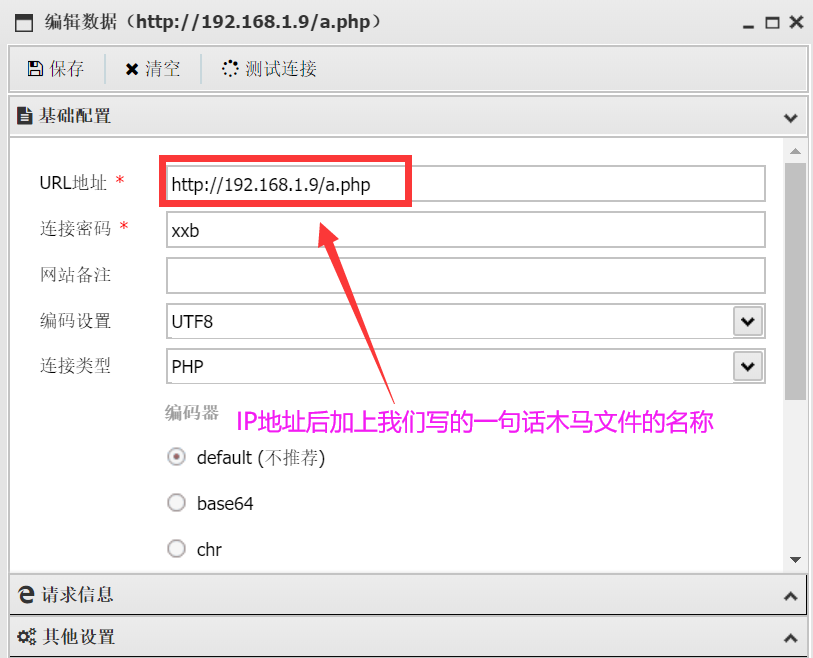 编辑数据（http://192.168.1.9/a.php）
保存 清空 测试连接
基础配置
URL地址 * http://192.168.1.9/a.php
连接密码 * xxb
网站备注
编码设置 UTF8
连接类型 PHP
编码器 IP地址后加上我们写的一句话木马文件的名称
default (不推荐)
base64
chr
请求信息
其他设置